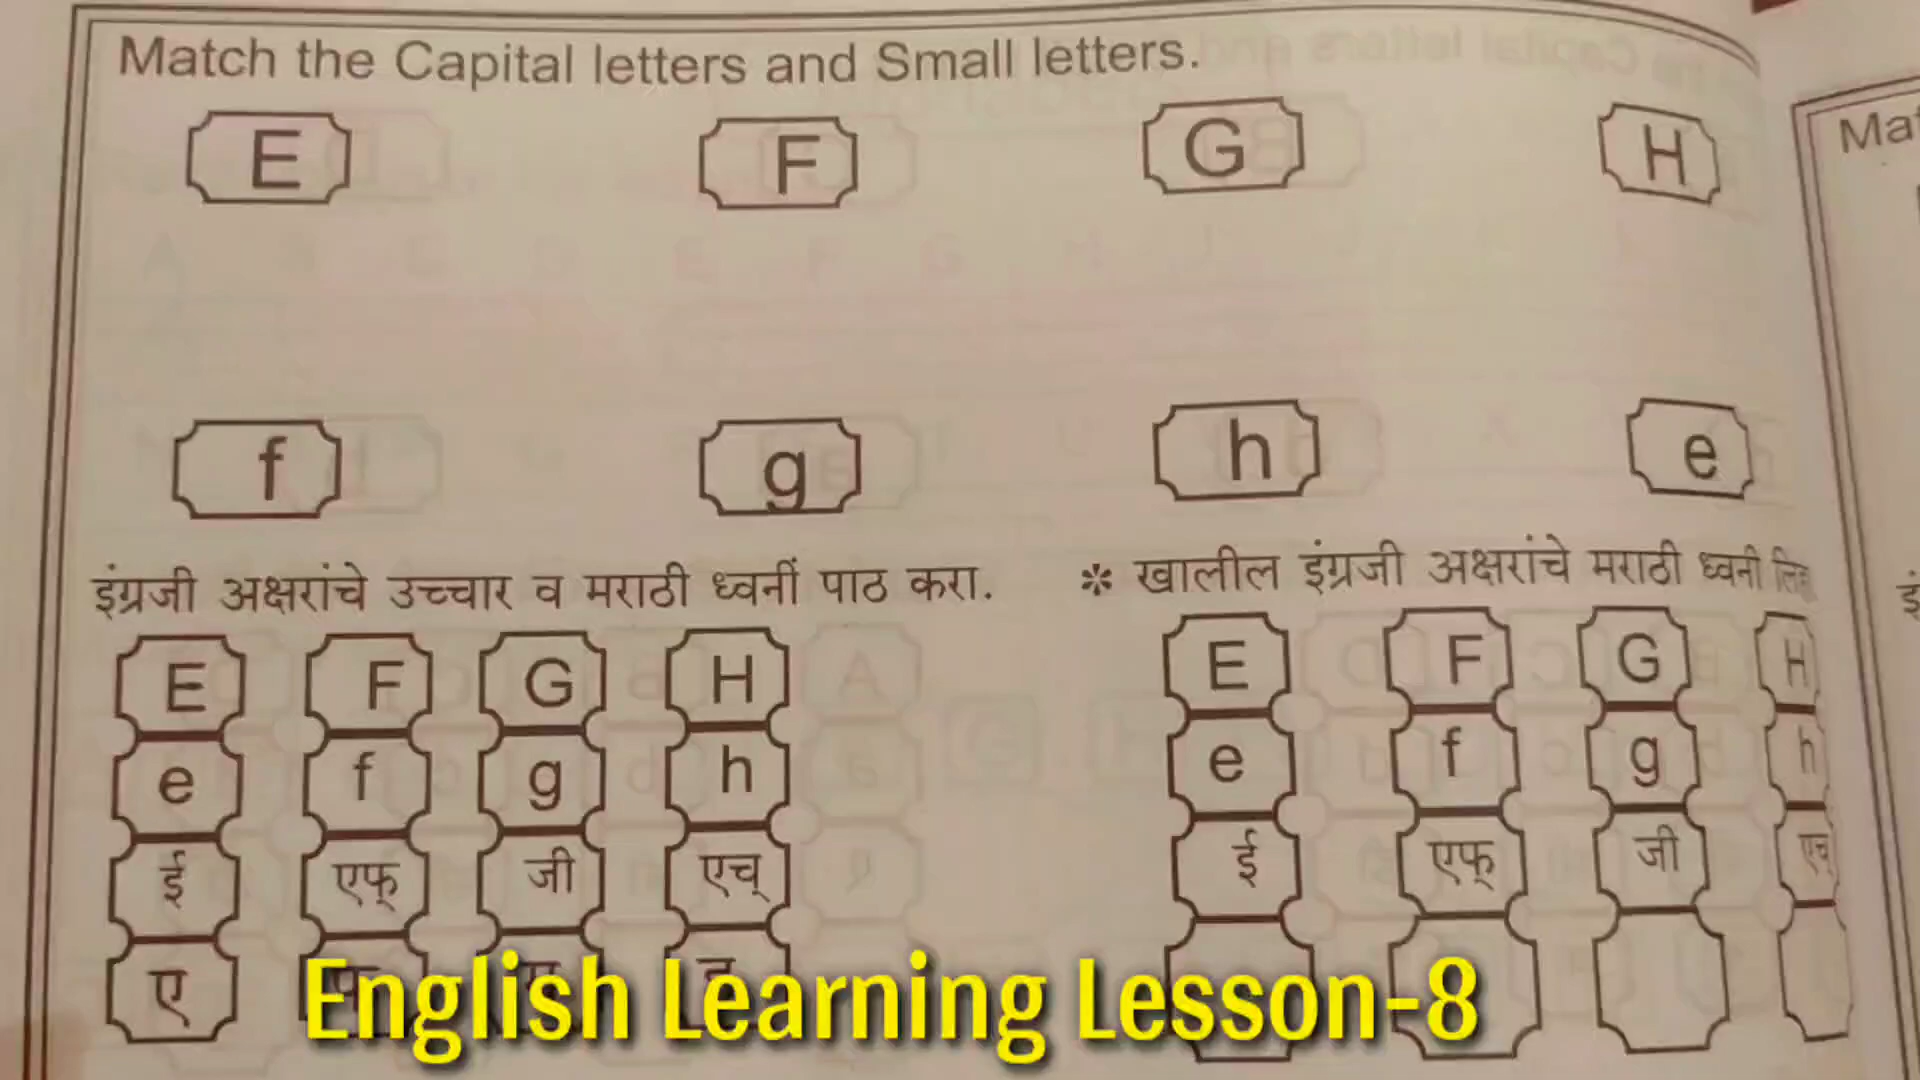 Match the Capital letters and Small letters.
E F G H
f g h e
इंग्रजी अक्षरांचे उच्चार व मराठी ध्वनीं पाठ करा.
E F G H
e f g h
ई एफ् जी एच्
ए
* खालील इंग्रजी अक्षरांचे मराठी ध्वनी
E F G H
e f g h
ई एफ् जी एच्
English Learning Lesson-8